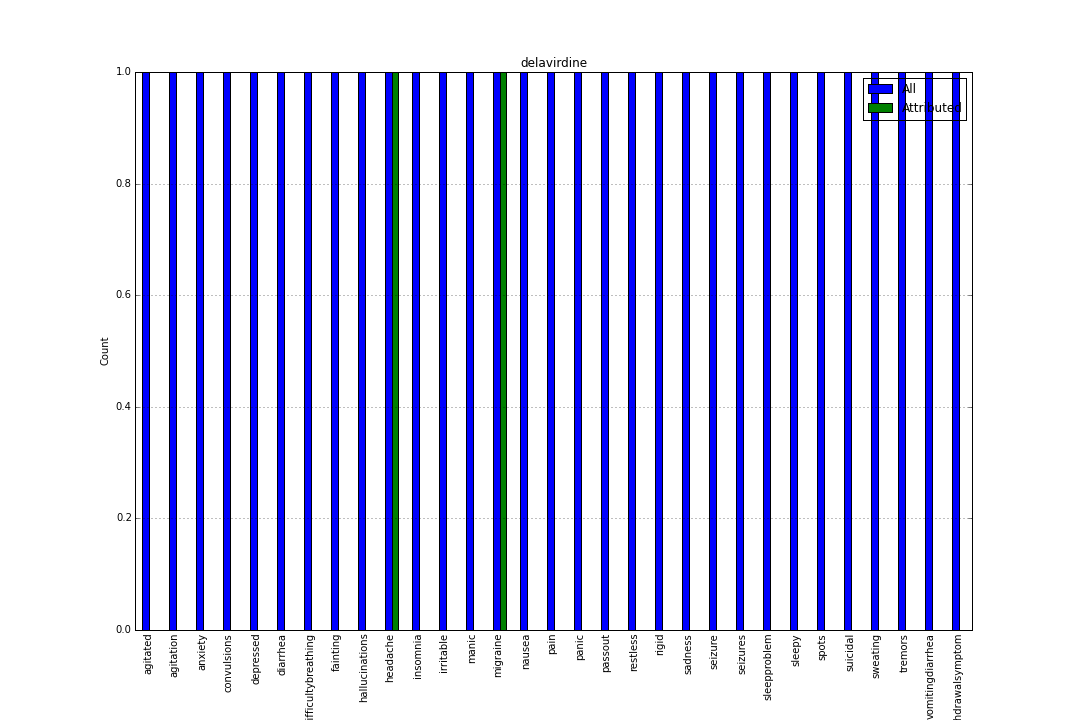 delavirdine
All
Attributed
1.0
0.8
0.6
0.4
0.2
0.0
Count
agitated
agitation
anxiety
convulsions
depressed
diarrhea
ifficultybreathing
fainting
hallucinations
headache
insomnia
irritable
manic
migraine
nausea
pain
panic
passout
restless
rigid
sadness
seizure
seizures
sleepproblem
sleepy
spots
suicidal
sweating
tremors
vomitingdiarrhea
hdrawalsymptom